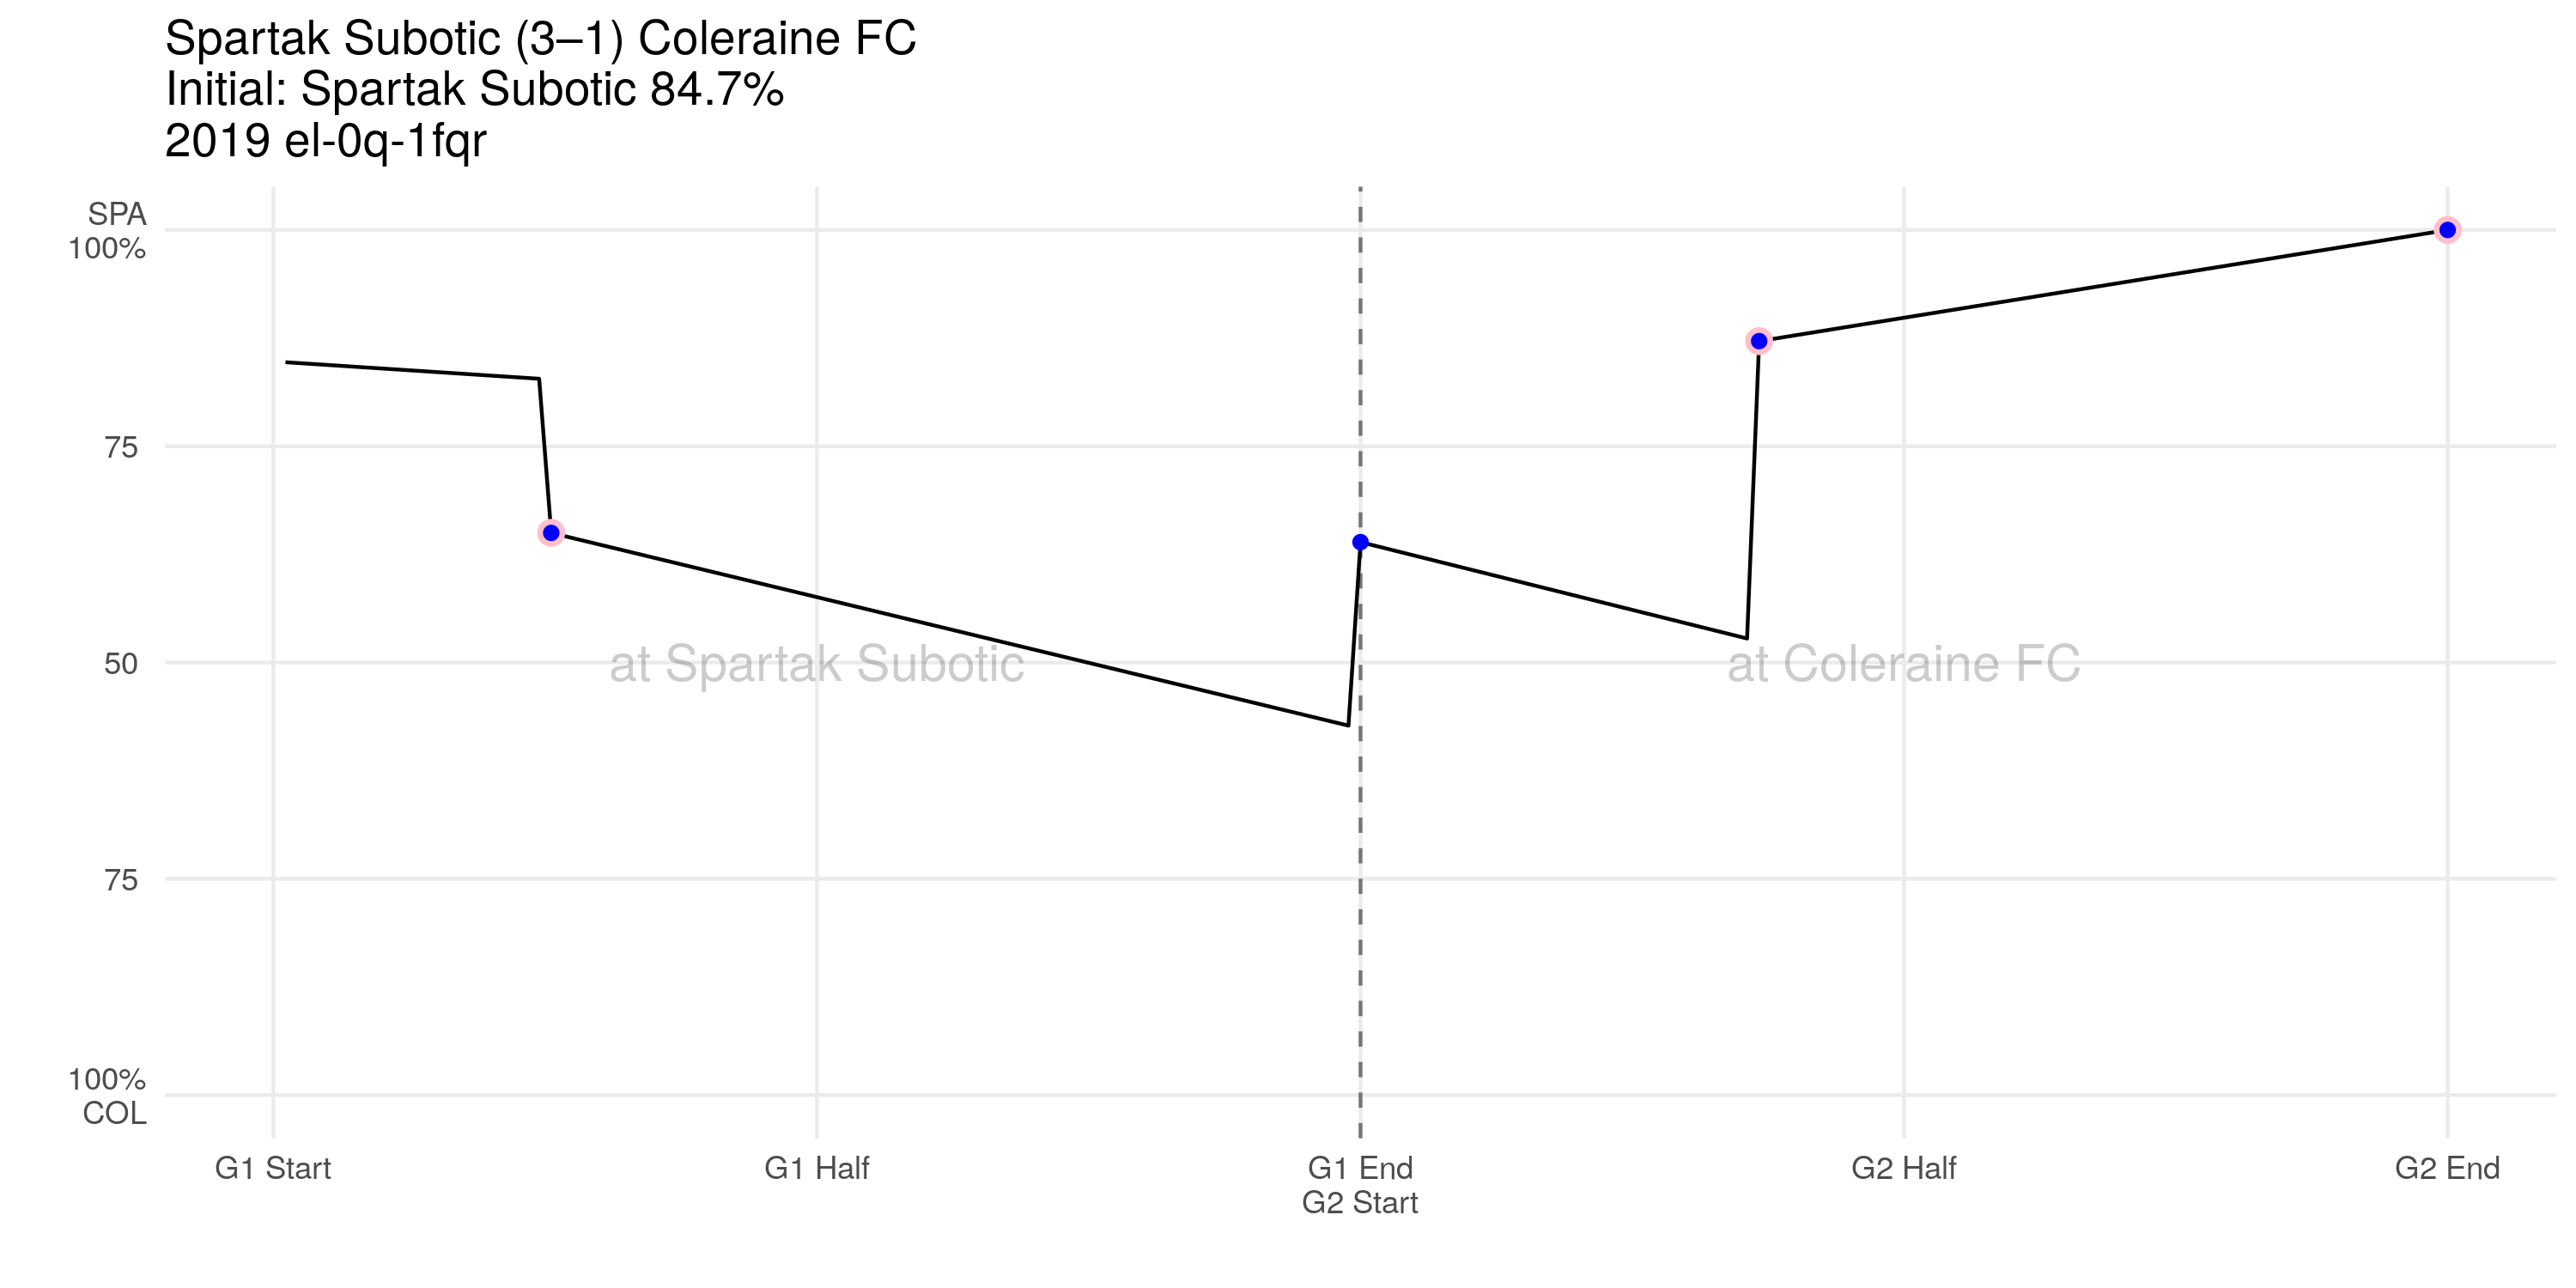 Spartak Subotic (3–1) Coleraine FC
Initial: Spartak Subotic 84.7%
2019 el-0q-1fqr
SPA
100%
75
50
75
100%
COL
at Spartak Subotic
at Coleraine FC
G1 Start
G1 Half
G1 End
G2 Start
G2 Half
G2 End